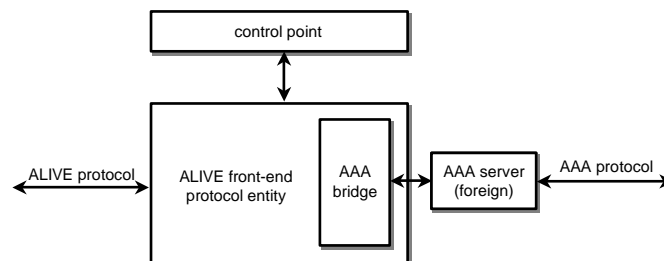 control point
ALIVE protocol
ALIVE front-end
protocol entity
AAA
bridge
AAA server
(foreign)
AAA protocol